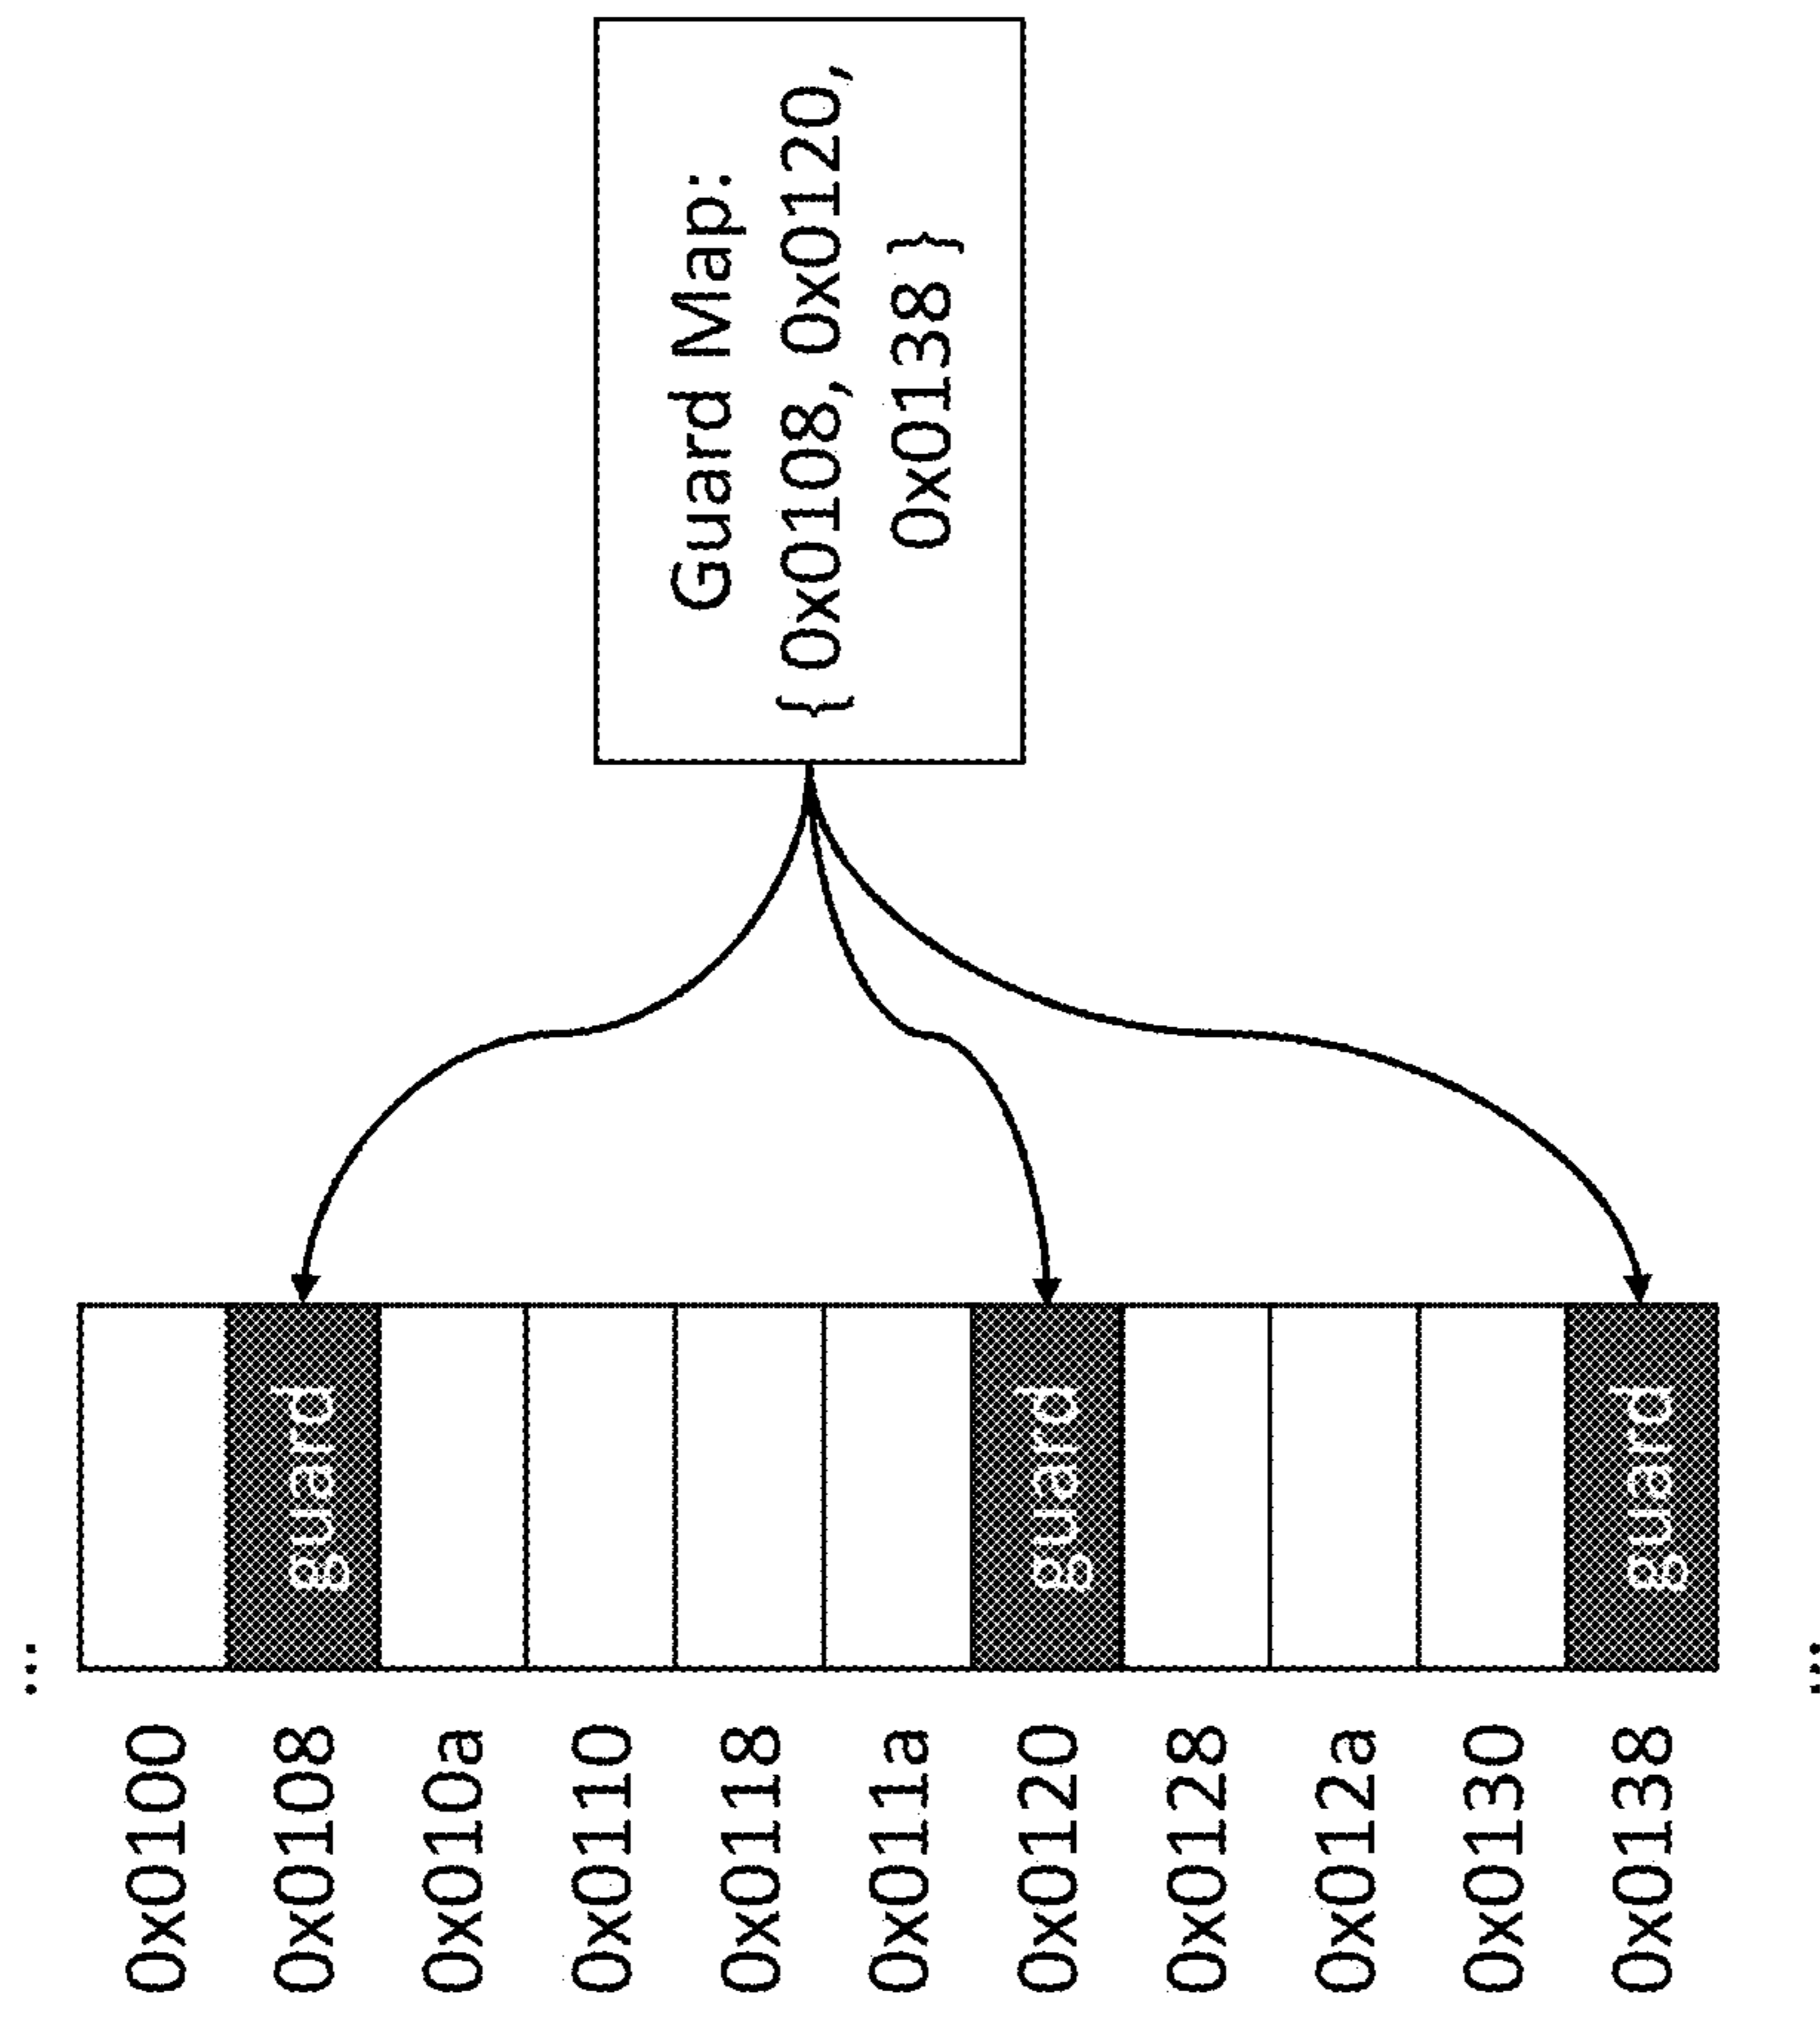 ...
0x0100
0x0108 guard
0x010a
0x0110
0x0118
0x011a
0x0120 guard
0x0128
0x012a
0x0130
0x0138 guard
...
Guard Map:
{ 0x0108, 0x0120,
0x0138 }